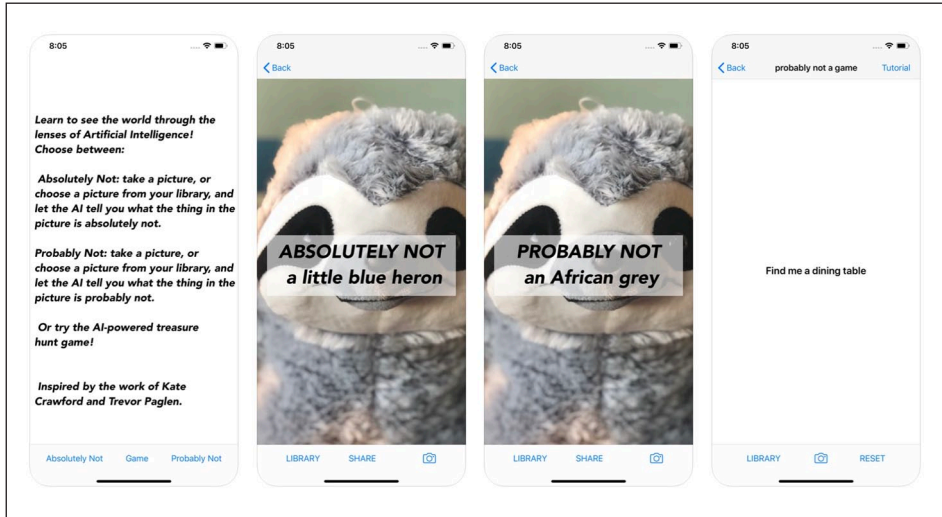 8:05
Learn to see the world through the
lenses of Artificial Intelligence!
Choose between:
Absolutely Not: take a picture, or
choose a picture from your library, and
let the AI tell you what the thing in the
picture is absolutely not.
Probably Not: take a picture, or
choose a picture from your library, and
let the AI tell you what the thing in the
picture is probably not.
Or try the AI-powered treasure
hunt game!
Inspired by the work of Kate
Crawford and Trevor Paglen.
Absolutely Not Game Probably Not
8:05
Back
ABSOLUTELY NOT
a little blue heron
LIBRARY SHARE
8:05
Back
PROBABLY NOT
an African grey
LIBRARY SHARE
8:05
Back probably not a game Tutorial
Find me a dining table
LIBRARY RESET